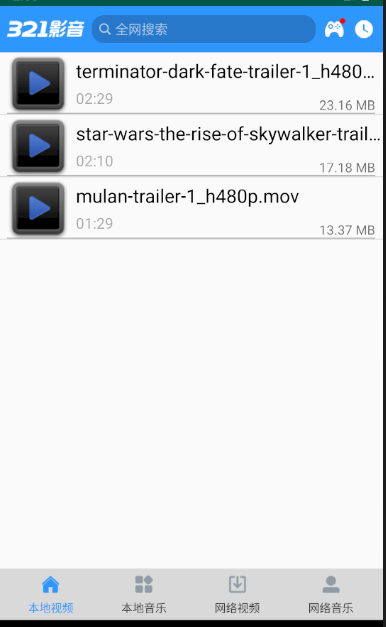 321影音
全网搜索
terminator-dark-fate-trailer-1_h480...
02:29
23.16 MB
star-wars-the-rise-of-skywalker-trail...
02:10
17.18 MB
mulan-trailer-1_h480p.mov
01:29
13.37 MB
本地视频
本地音乐
网络视频
网络音乐